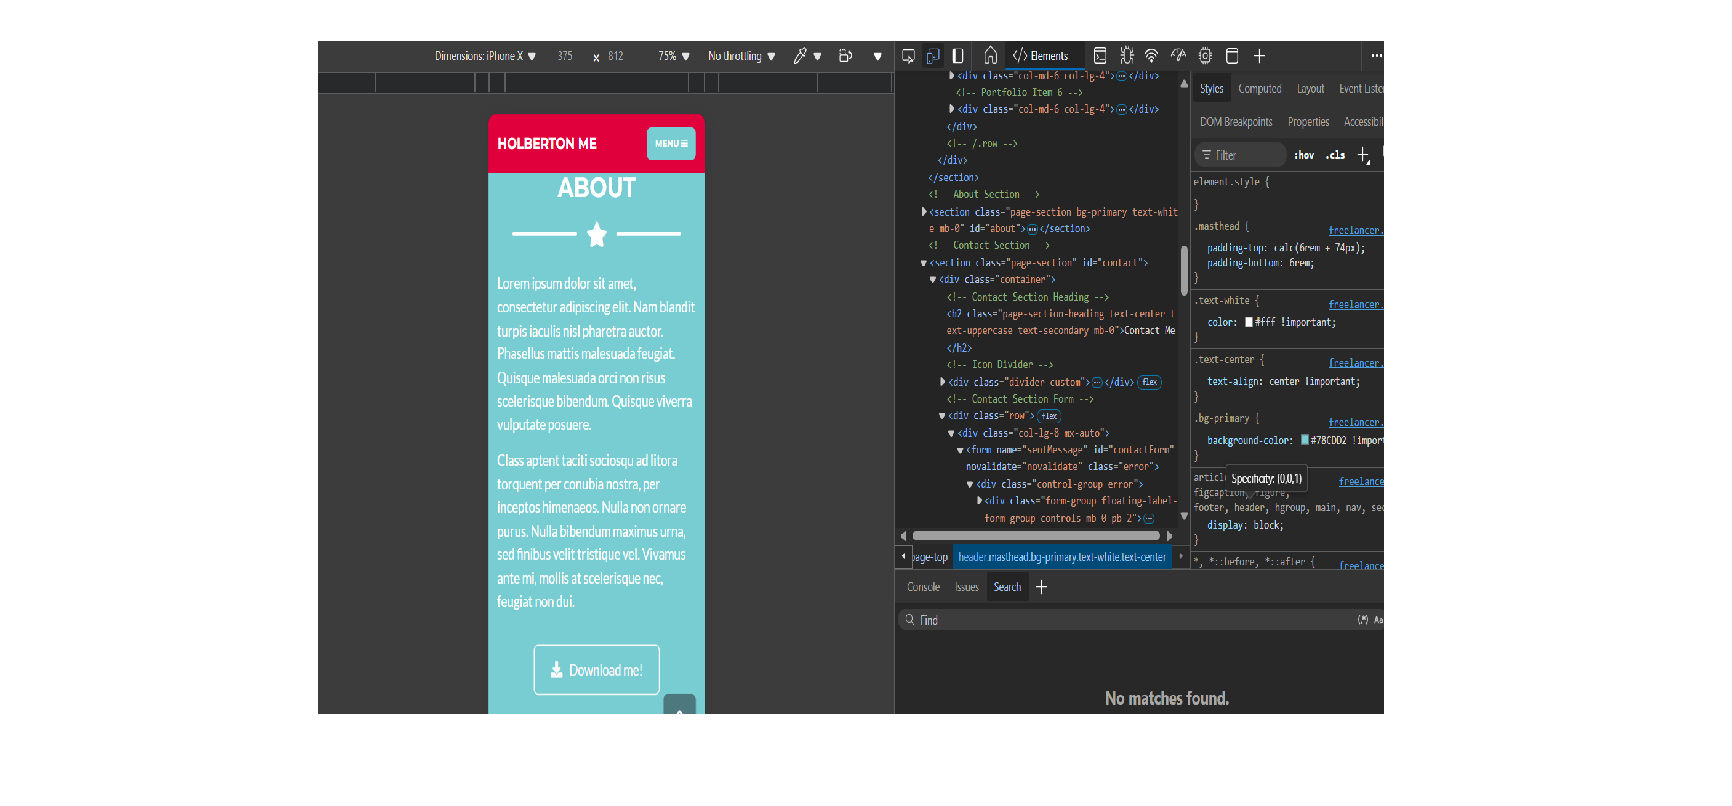 Dimensions: iPhone X ▼ 375 x 812 75% ▼ No throttling ▼
Elements
HOLBERTON ME
MENU
ABOUT
Lorem ipsum dolor sit amet,
consectetur adipiscing elit. Nam blandit
turpis iaculis nisl pharetra auctor.
Phasellus mattis malesuada feugiat.
Quisque malesuada orci non risus
scelerisque bibendum. Quisque viverra
vulputate posuere.
Class aptent taciti sociosqu ad litora
torquent per conubia nostra, per
inceptos himenaeos. Nulla non ornare
purus. Nulla bibendum maximus urna,
sed finibus velit tristique vel. Vivamus
ante mi, mollis at scelerisque nec,
feugiat non dui.
Download me!
<div class="col-md-6 col-lg-4">…</div>
<!-- Portfolio Item 6 -->
<div class="col-md-6 col-lg-4">…</div>
</div>
<!-- /.row -->
</div>
</section>
<!-- About Section -->
<section class="page-section bg-primary text-whit
e mb-0" id="about">…</section>
<!-- Contact Section -->
<section class="page-section" id="contact">
<div class="container">
<!-- Contact Section Heading -->
<h2 class="page-section-heading text-center t
ext-uppercase text-secondary mb-0">Contact Me
</h2>
<!-- Icon Divider -->
<div class="divider-custom">…</div> flex
<!-- Contact Section Form -->
<div class="row"> flex
<div class="col-lg-8 mx-auto">
<form name="sentMessage" id="contactForm"
novalidate="novalidate" class="error">
<div class="control-group error">
<div class="form-group floating-label-
form-group controls mb-0 pb-2">…
page-top header.masthead.bg-primary.text-white.text-center
Styles Computed Layout Event Listen
DOM Breakpoints Properties Accessibil
Filter :hov .cls
element.style {
}
.masthead { freelancer.
padding-top: calc(6rem + 74px);
padding-bottom: 6rem;
}
.text-white { freelancer.
color: #fff !important;
}
.text-center { freelancer.
text-align: center !important;
}
.bg-primary { freelancer.
background-color: #78CDD2 !import
}
Specificity: (0,0,1)
articl freelance
figcaption, figure,
footer, header, hgroup, main, nav, sec
display: block;
}
*, *::before, *::after { freelance
Console Issues Search
Find (.*) Aa
No matches found.